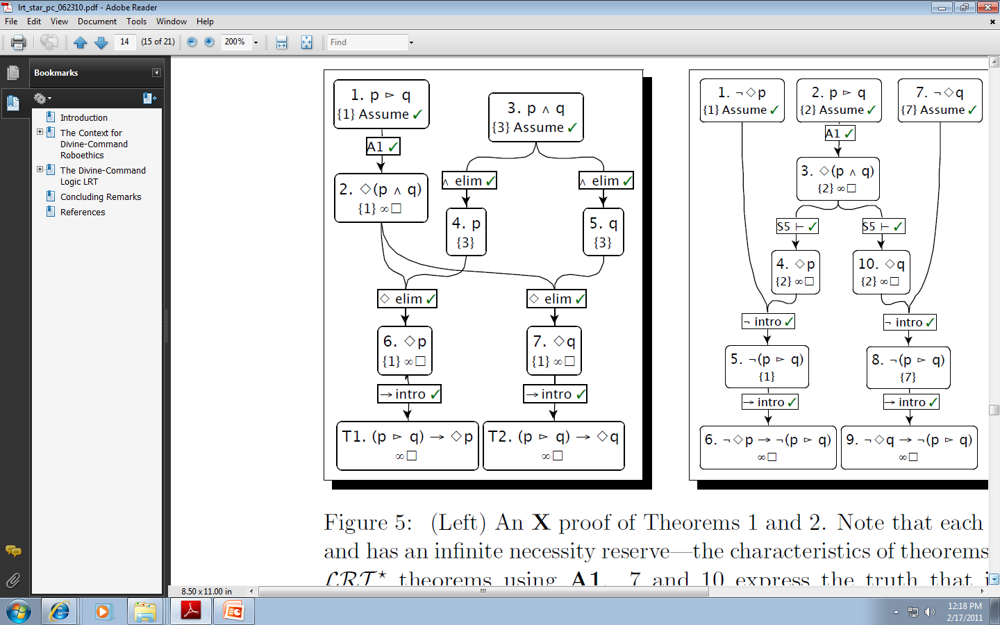 lrt_star_pc_062310.pdf - Adobe Reader
File Edit View Document Tools Window Help
14 (15 of 21) 200% Find
Bookmarks
Introduction
The Context for
Divine-Command
Roboethics
The Divine-Command
Logic LRT
Concluding Remarks
References
1. p ▻ q
{1} Assume ✓
A1 ✓
2. ◇(p ∧ q)
{1} ∞□
3. p ∧ q
{3} Assume ✓
∧ elim ✓
∧ elim ✓
4. p
{3}
5. q
{3}
◇ elim ✓
◇ elim ✓
6. ◇p
{1} ∞□
7. ◇q
{1} ∞□
→ intro ✓
→ intro ✓
T1. (p ▻ q) → ◇p
∞□
T2. (p ▻ q) → ◇q
∞□
1. ¬◇p
{1} Assume ✓
2. p ▻ q
{2} Assume ✓
7. ¬◇q
{7} Assume ✓
A1 ✓
3. ◇(p ∧ q)
{2} ∞□
S5 ⊢ ✓
S5 ⊢ ✓
4. ◇p
{2} ∞□
10. ◇q
{2} ∞□
¬ intro ✓
¬ intro ✓
5. ¬(p ▻ q)
{1}
8. ¬(p ▻ q)
{7}
→ intro ✓
→ intro ✓
6. ¬◇p → ¬(p ▻ q)
∞□
9. ¬◇q → ¬(p ▻ q)
∞□
Figure 5: (Left) An X proof of Theorems 1 and 2. Note that each
and has an infinite necessity reserve—the characteristics of theorems
LRT* theorems using A1. 7 and 10 express the truth that i
8.50 x 11.00 in
12:18 PM
2/17/2011